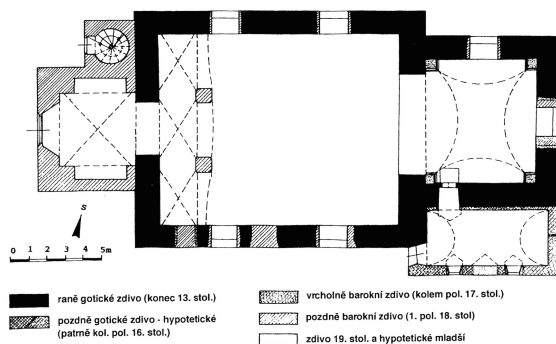 s
0 1 2 3 4 5m
raně gotické zdivo (konec 13. stol.)
pozdně gotické zdivo - hypotetické
(patrně kol. pol. 16. stol.)
vrcholně barokní zdivo (kolem pol. 17. stol.)
pozdně barokní zdivo (1. pol. 18. stol)
zdivo 19. stol. a hypotetické mladší